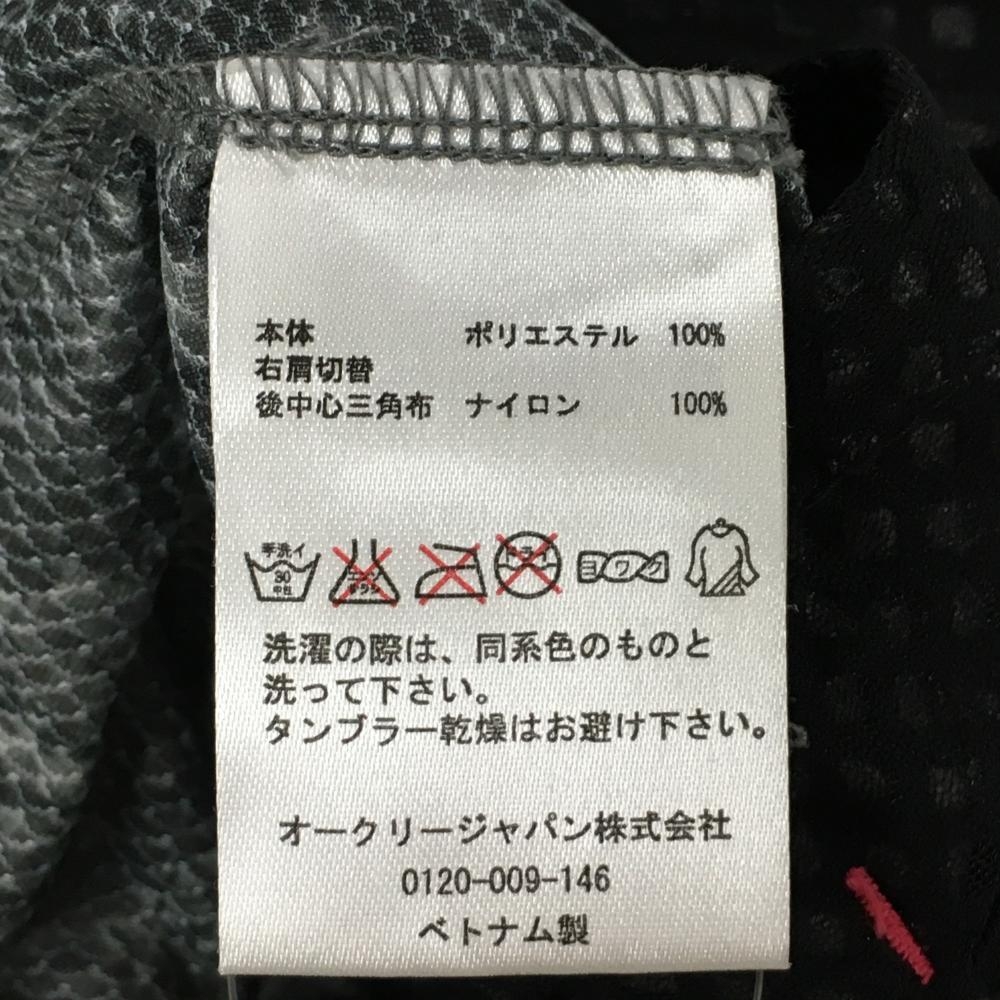 本体 ポリエステル 100%
右肩切替
後中心三角布 ナイロン 100%
手洗イ
30
中性
エンソ
サラシ
ドライ
ヨワク
洗濯の際は、同系色のものと
洗って下さい。
タンブラー乾燥はお避け下さい。
オークリージャパン株式会社
0120-009-146
ベトナム製